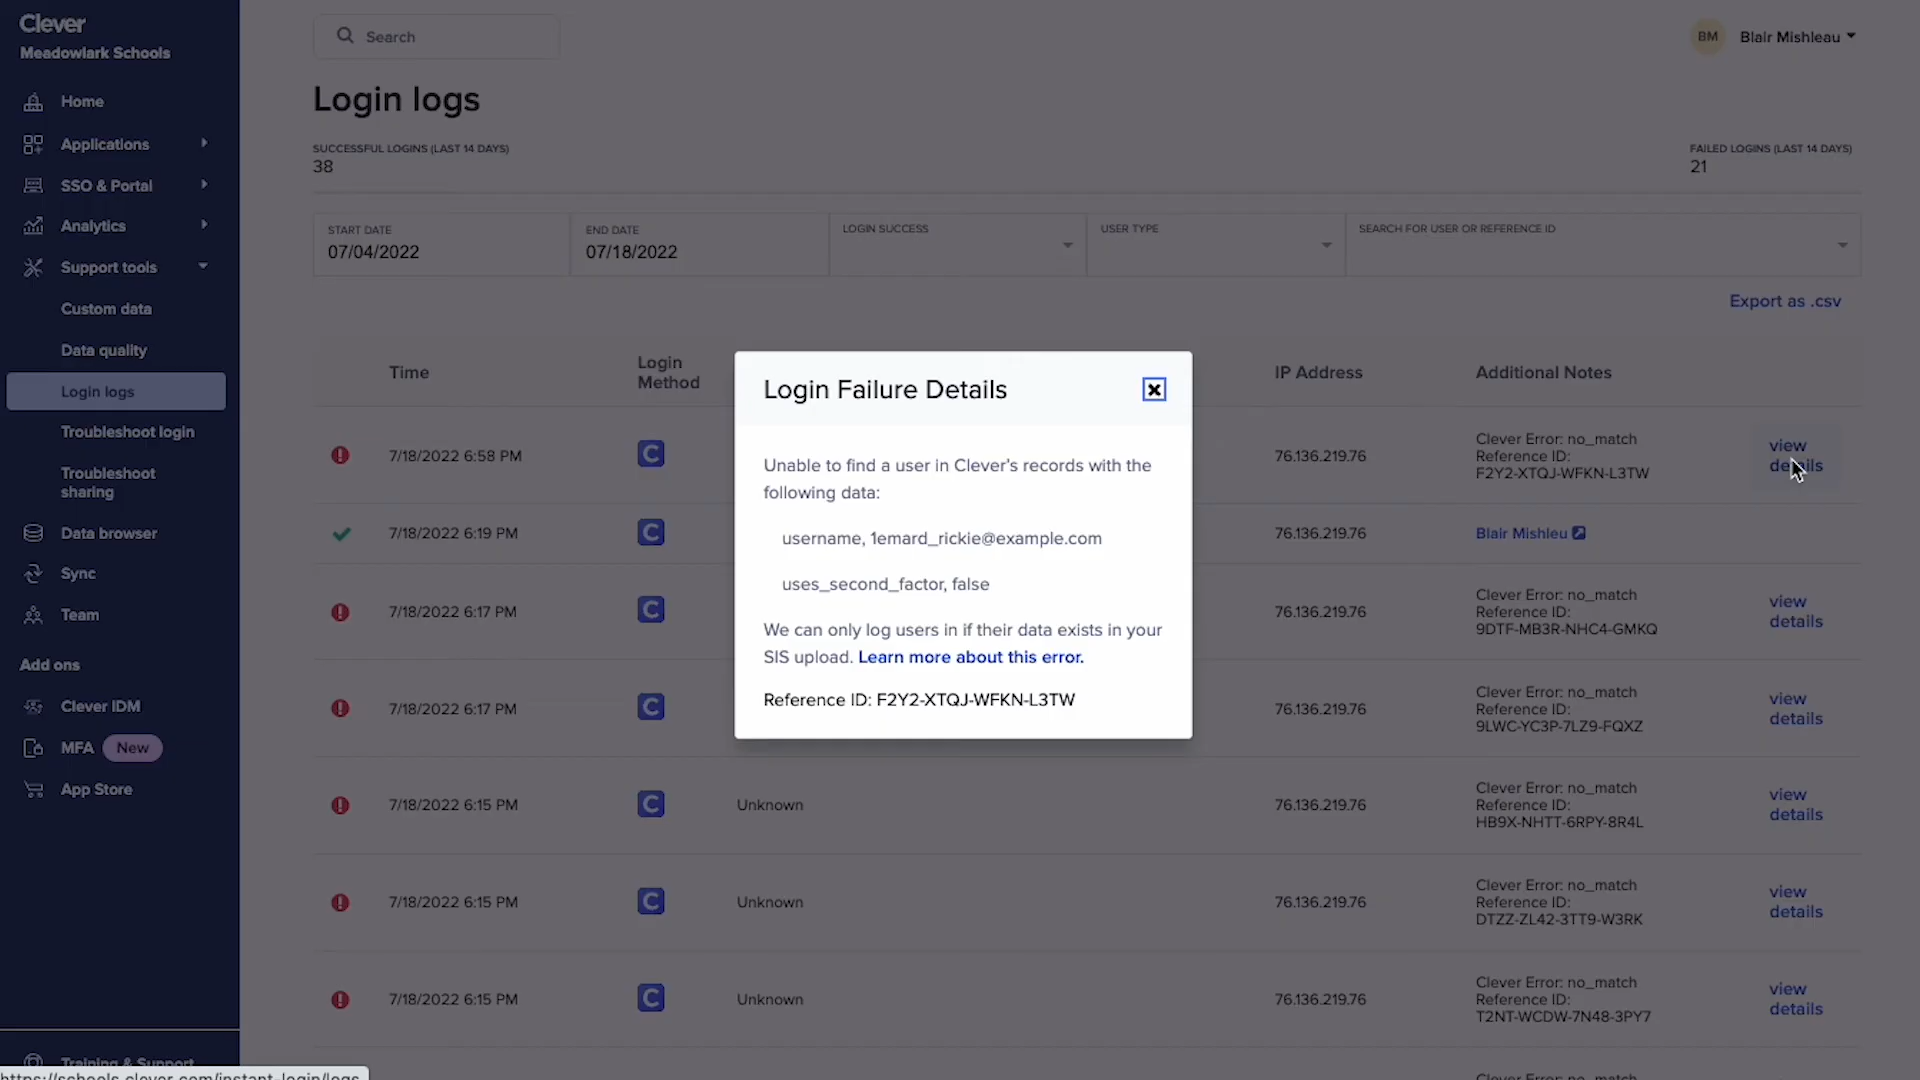 Clever
Meadowlark Schools
Home
Applications
SSO & Portal
Analytics
Support tools
Custom data
Data quality
Login logs
Troubleshoot login
Troubleshoot
sharing
Data browser
Sync
Team
Add ons
Clever IDM
MFA New
App Store
Training & Support
https://schools.clever.com/instant-login/logs
Search
BM Blair Mishleau
Login logs
SUCCESSFUL LOGINS (LAST 14 DAYS)
38
FAILED LOGINS (LAST 14 DAYS)
21
START DATE
07/04/2022
END DATE
07/18/2022
LOGIN SUCCESS
USER TYPE
SEARCH FOR USER OR REFERENCE ID
Export as .csv
Time
Login
Method
IP Address
Additional Notes
7/18/2022 6:58 PM
C
76.136.219.76
Clever Error: no_match
Reference ID:
F2Y2-XTQJ-WFKN-L3TW
view
details
7/18/2022 6:19 PM
C
76.136.219.76
Blair Mishleu
7/18/2022 6:17 PM
C
76.136.219.76
Clever Error: no_match
Reference ID:
9DTF-MB3R-NHC4-GMKQ
view
details
7/18/2022 6:17 PM
C
76.136.219.76
Clever Error: no_match
Reference ID:
9LWC-YC3P-7LZ9-FQXZ
view
details
7/18/2022 6:15 PM
C
Unknown
76.136.219.76
Clever Error: no_match
Reference ID:
HB9X-NHTT-6RPY-8R4L
view
details
7/18/2022 6:15 PM
C
Unknown
76.136.219.76
Clever Error: no_match
Reference ID:
DTZZ-ZL42-3TT9-W3RK
view
details
7/18/2022 6:15 PM
C
Unknown
76.136.219.76
Clever Error: no_match
Reference ID:
T2NT-WCDW-7N48-3PY7
view
details
Clever Error: no_match
view
Login Failure Details
Unable to find a user in Clever's records with the
following data:
username, 1emard_rickie@example.com
uses_second_factor, false
We can only log users in if their data exists in your
SIS upload. Learn more about this error.
Reference ID: F2Y2-XTQJ-WFKN-L3TW